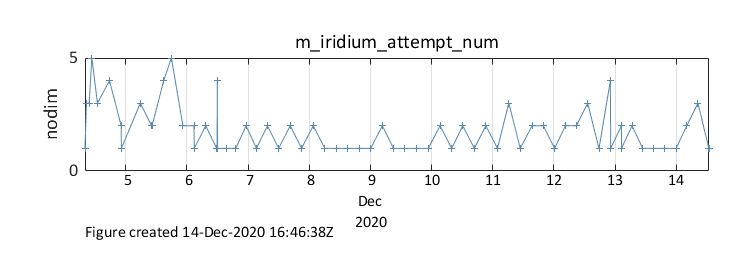 m_iridium_attempt_num
5
nodim
0
5 6 7 8 9 10 11 12 13 14
Dec
2020
Figure created 14-Dec-2020 16:46:38Z